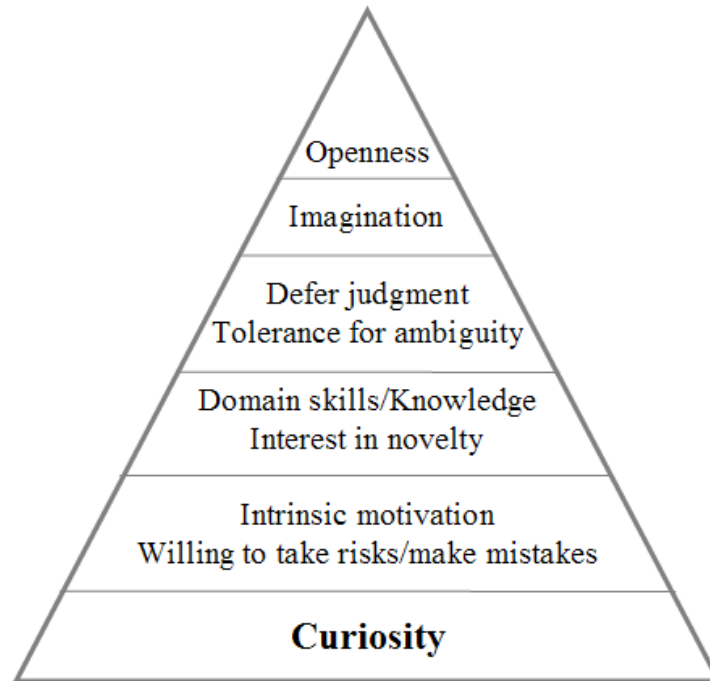 Openness
Imagination
Defer judgment
Tolerance for ambiguity
Domain skills/Knowledge
Interest in novelty
Intrinsic motivation
Willing to take risks/make mistakes
Curiosity